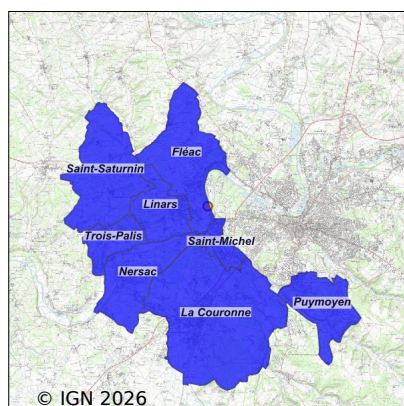 Fléac
Saint-Saturnin
Linars
Trois-Palis
Saint-Michel
Nersac
La Couronne
Puymoyen
© IGN 2026